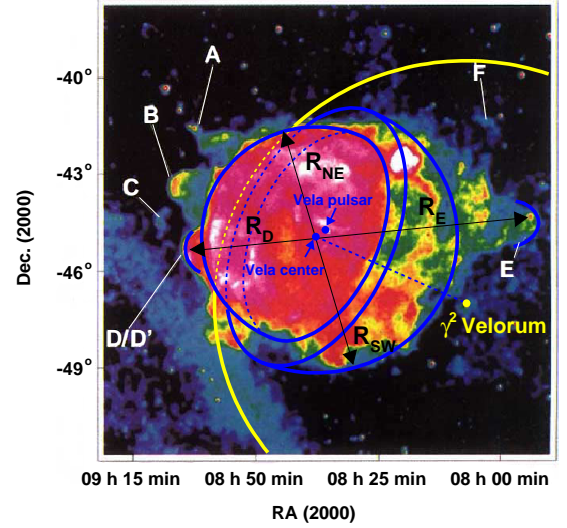 A
F
-40°
B
-43°
C
R_NE
Vela pulsar
R_D
R_E
Dec. (2000)
Vela center
-46°
E
D/D'
γ² Velorum
R_SW
-49°
09 h 15 min 08 h 50 min 08 h 25 min 08 h 00 min
RA (2000)